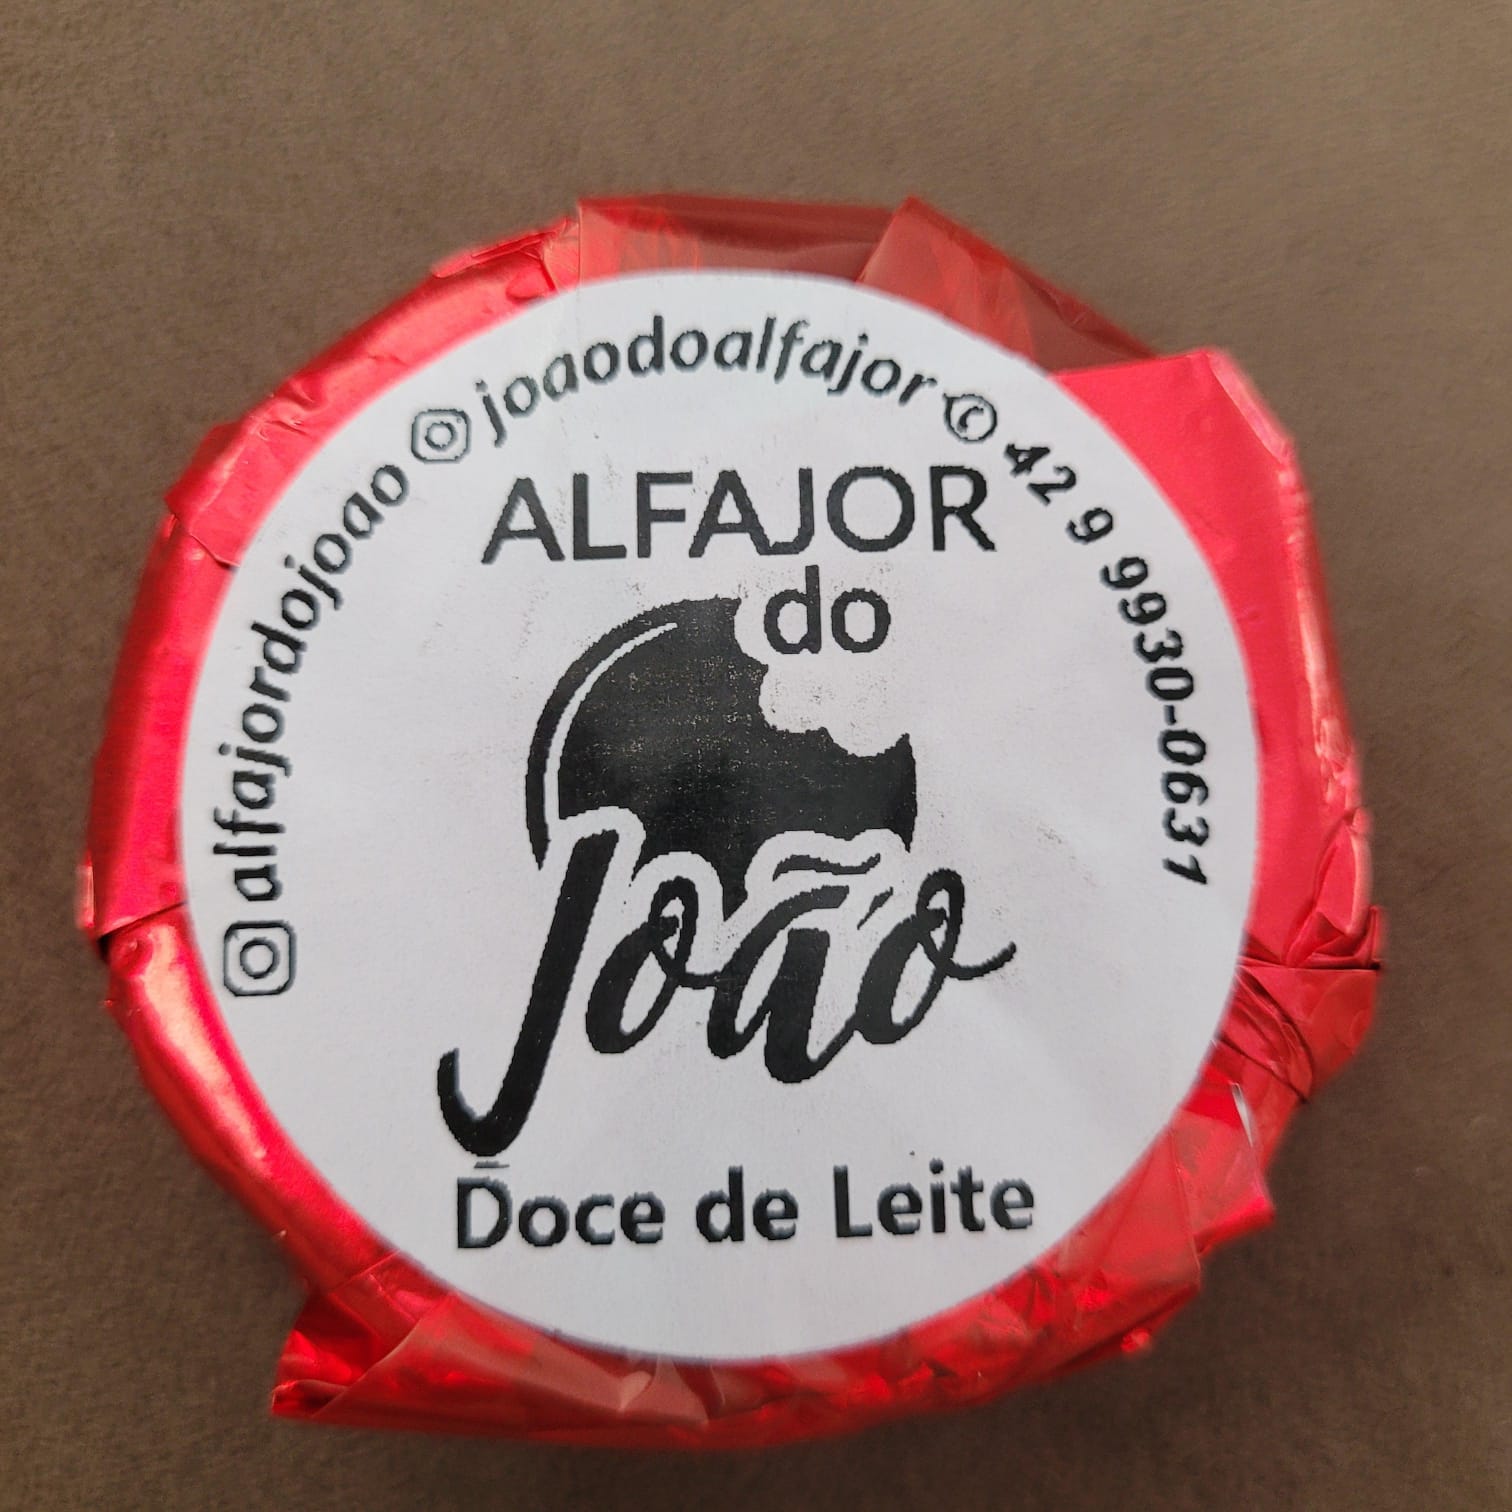 alfajordojoao joaodoalfajor 42 9 9930-0631
ALFAJOR
do
João
Doce de Leite